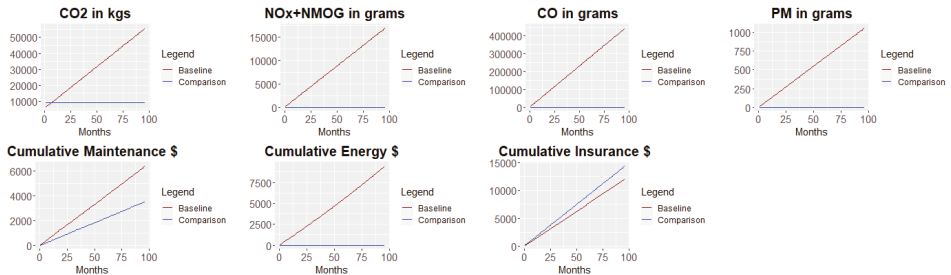 CO2 in kgs
50000
40000
30000
20000
10000
0 25 50 75 100
Months
Legend
Baseline
Comparison
NOx+NMOG in grams
15000
10000
5000
0
0 25 50 75 100
Months
Legend
Baseline
Comparison
CO in grams
400000
300000
200000
100000
0
0 25 50 75 100
Months
Legend
Baseline
Comparison
PM in grams
1000
750
500
250
0
0 25 50 75 100
Months
Legend
Baseline
Comparison
Cumulative Maintenance $
6000
4000
2000
0
0 25 50 75 100
Months
Legend
Baseline
Comparison
Cumulative Energy $
7500
5000
2500
0
0 25 50 75 100
Months
Legend
Baseline
Comparison
Cumulative Insurance $
15000
10000
5000
0
0 25 50 75 100
Months
Legend
Baseline
Comparison